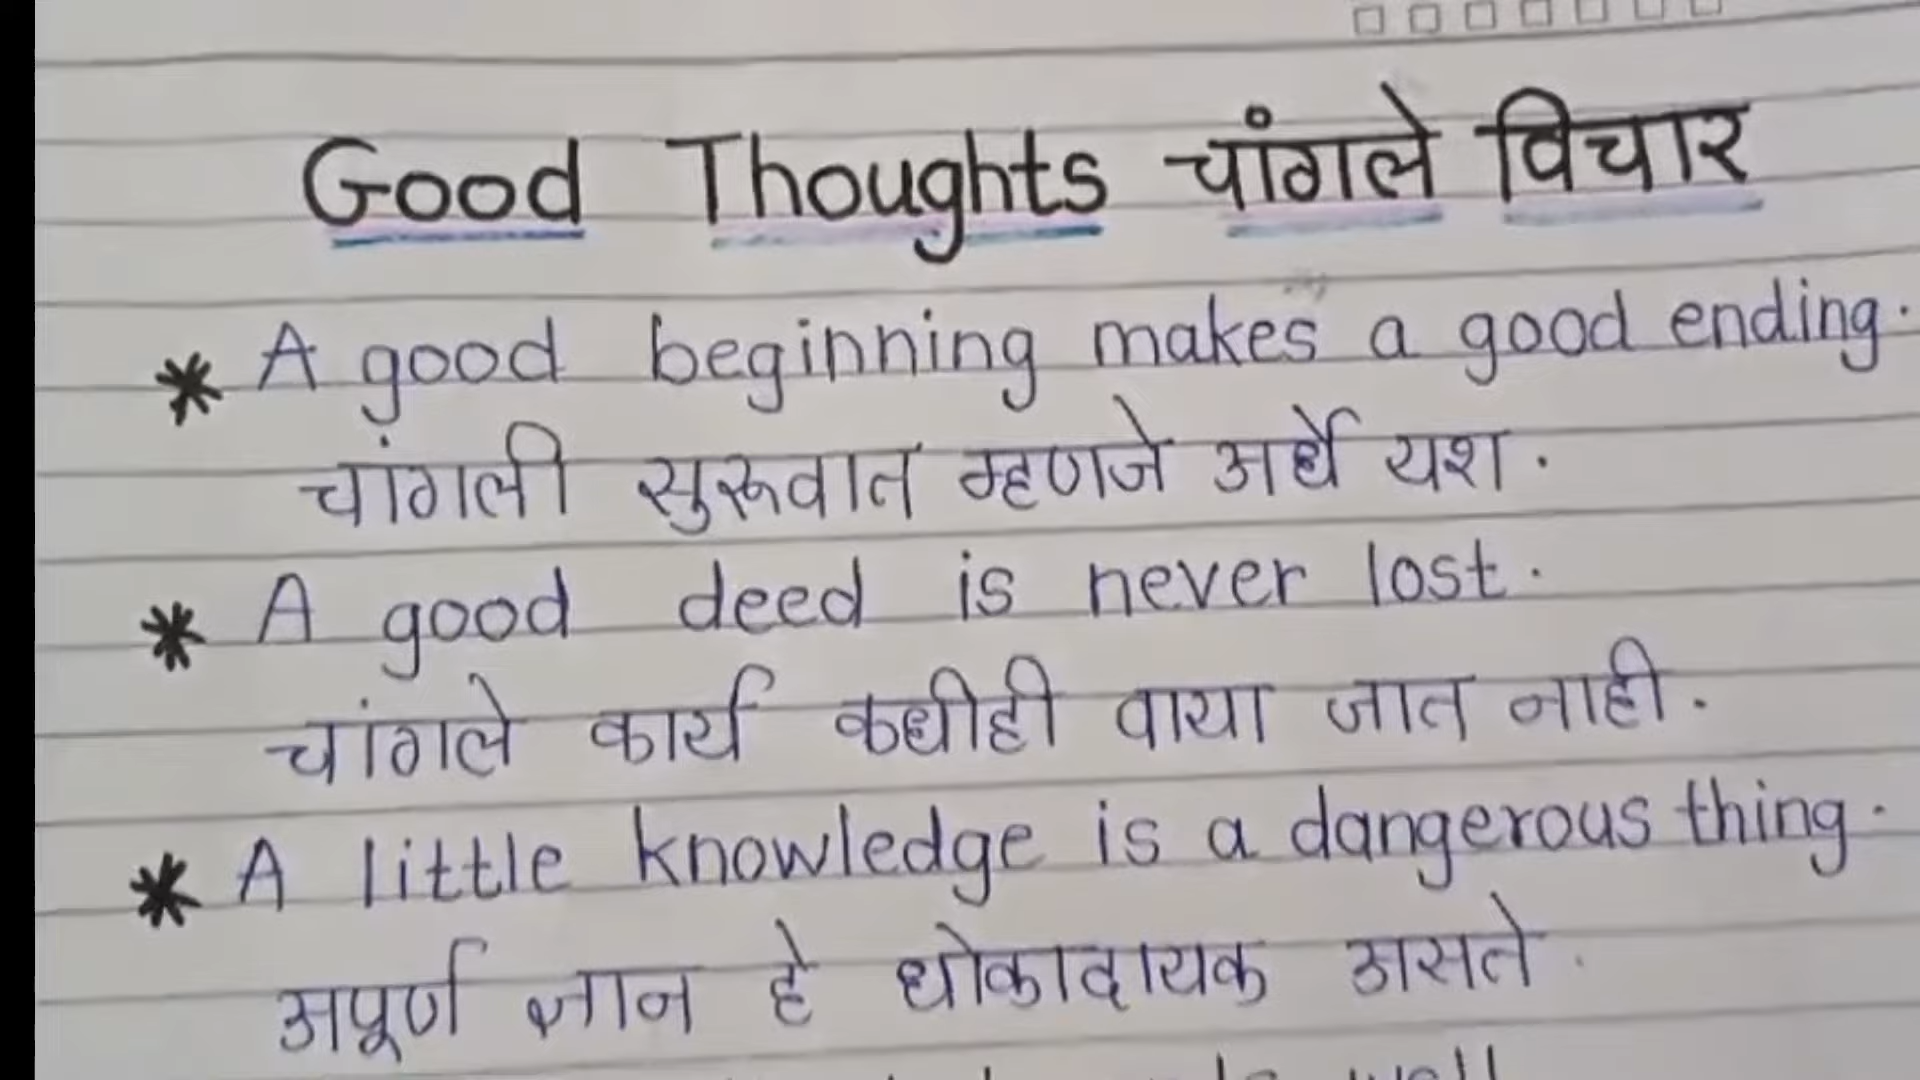 Good Thoughts चांगले विचार
* A good beginning makes a good ending.
चांगली सुरूवात म्हणजे अर्धे यश.
* A good deed is never lost.
चांगले कार्य कधीही वाया जात नाही.
* A little knowledge is a dangerous thing.
अपूर्ण ज्ञान हे धोकादायक असते.
well